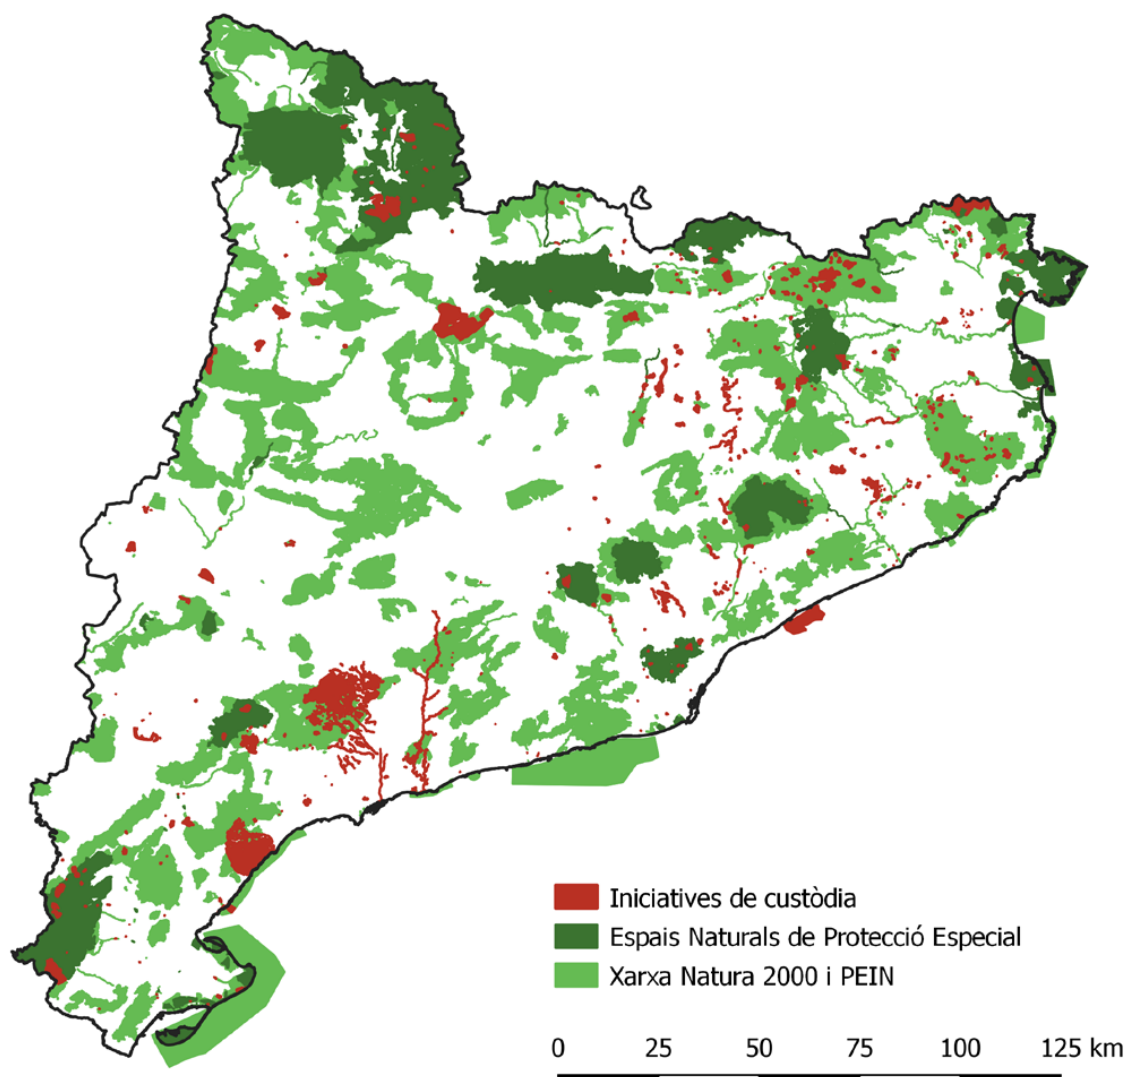 Iniciatives de custòdia
Espais Naturals de Protecció Especial
Xarxa Natura 2000 i PEIN
0 25 50 75 100 125 km